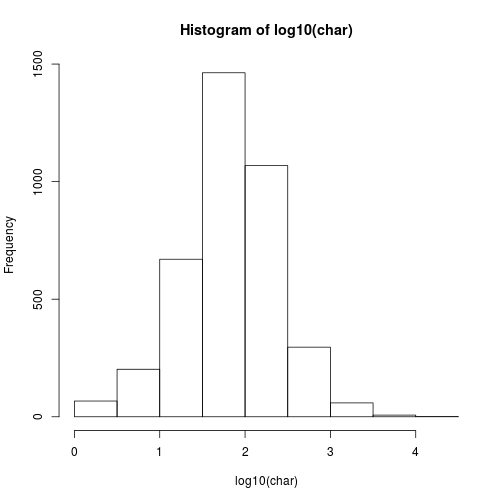 Histogram of log10(char)
Frequency
1500
1000
500
0
0 1 2 3 4
log10(char)